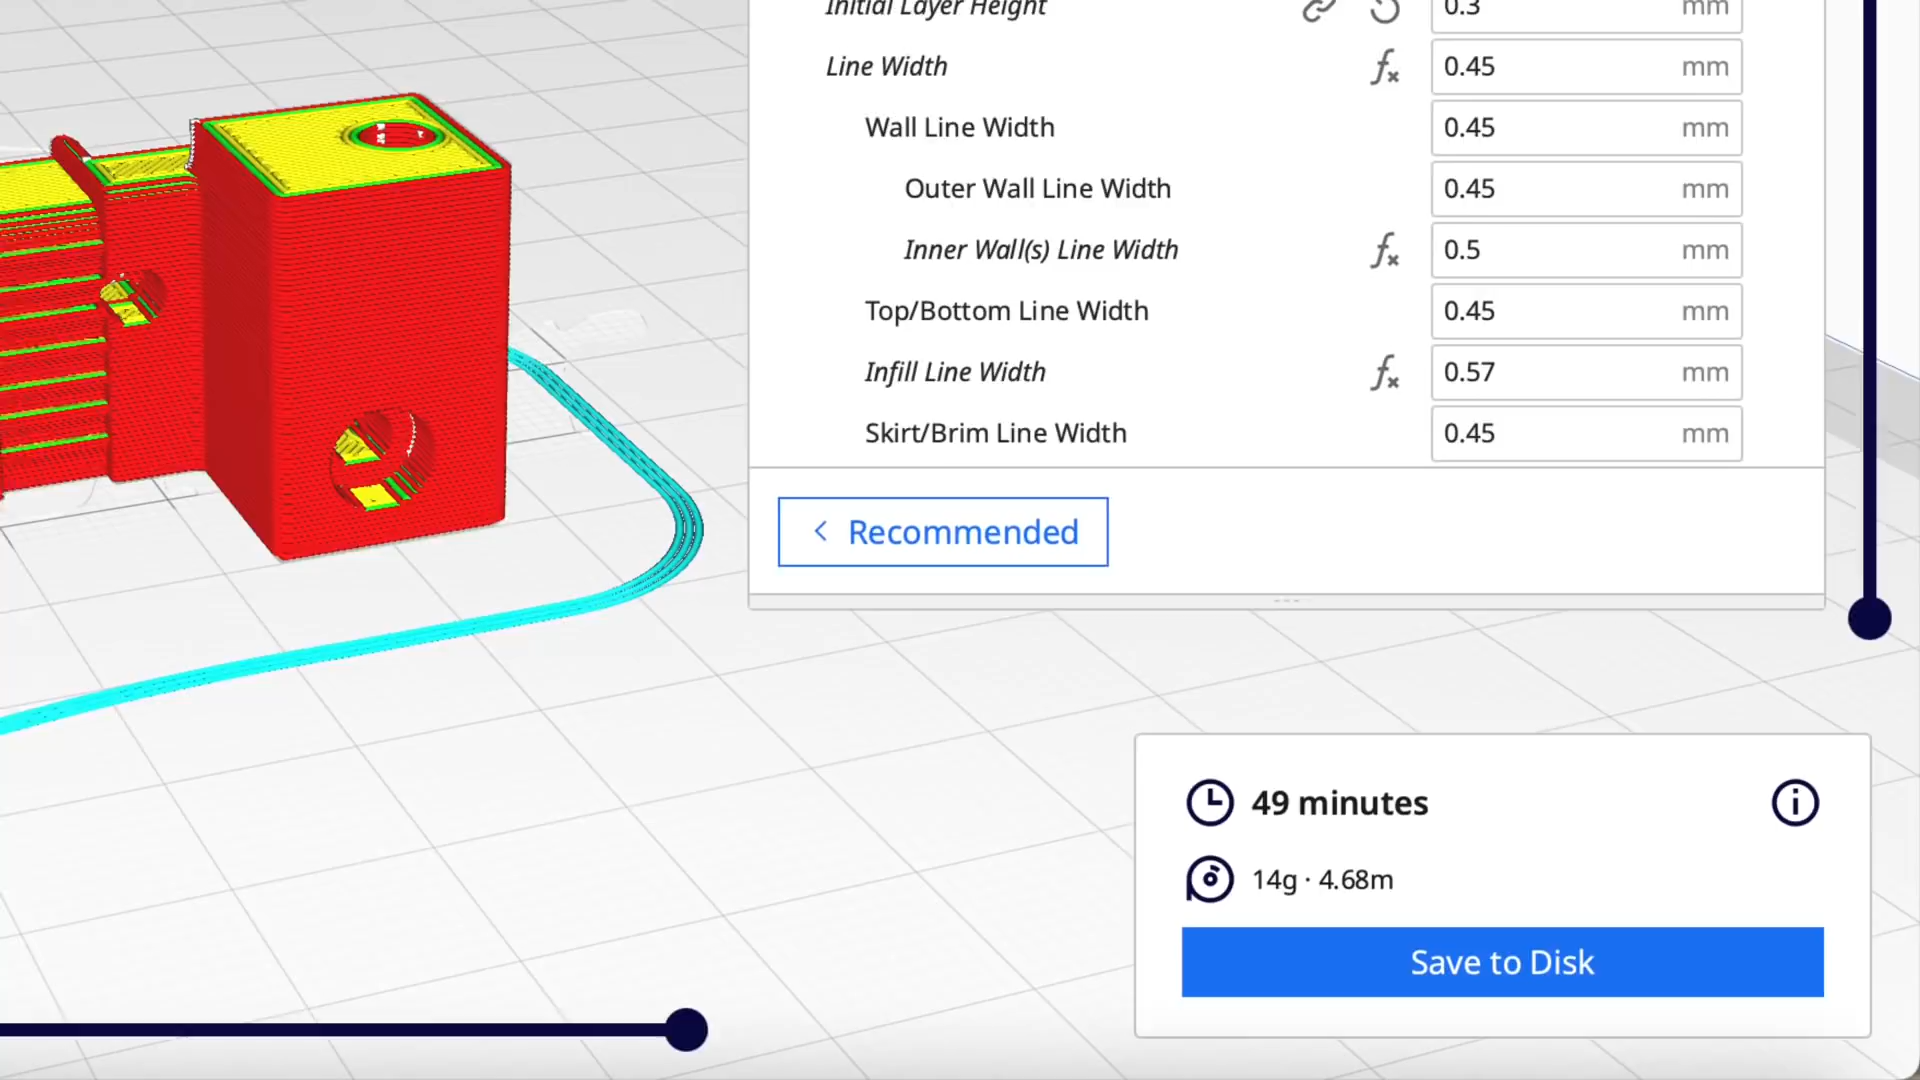 Initial Layer Height 0.3 mm
Line Width 0.45 mm
Wall Line Width 0.45 mm
Outer Wall Line Width 0.45 mm
Inner Wall(s) Line Width 0.5 mm
Top/Bottom Line Width 0.45 mm
Infill Line Width 0.57 mm
Skirt/Brim Line Width 0.45 mm
Recommended
49 minutes
14g · 4.68m
Save to Disk